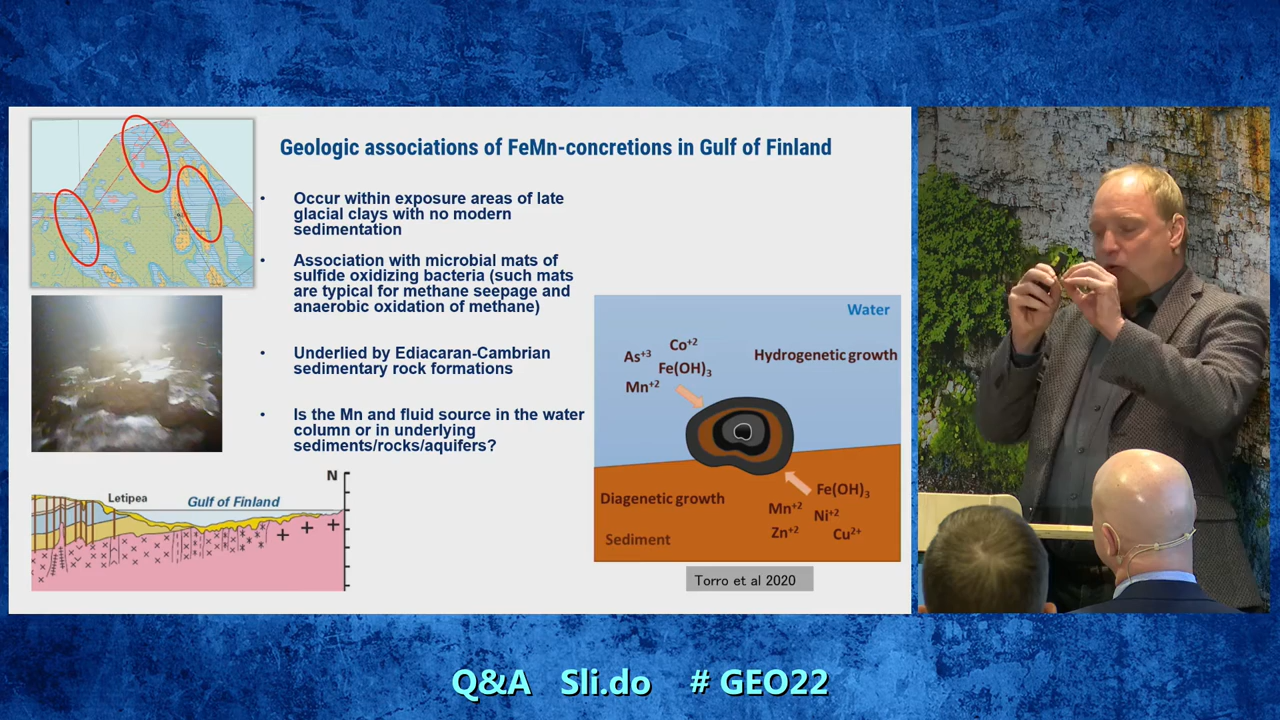 Geologic associations of FeMn-concretions in Gulf of Finland
• Occur within exposure areas of late
glacial clays with no modern
sedimentation
• Association with microbial mats of
sulfide oxidizing bacteria (such mats
are typical for methane seepage and
anaerobic oxidation of methane)
• Underlied by Ediacaran-Cambrian
sedimentary rock formations
• Is the Mn and fluid source in the water
column or in underlying
sediments/rocks/aquifers?
N
Letipea
Gulf of Finland
Water
Hydrogenetic growth
As+3
Co+2
Fe(OH)3
Mn+2
Diagenetic growth
Sediment
Fe(OH)3
Mn+2
Ni+2
Zn+2
Cu2+
Torro et al 2020
Q&A Sli.do # GEO22